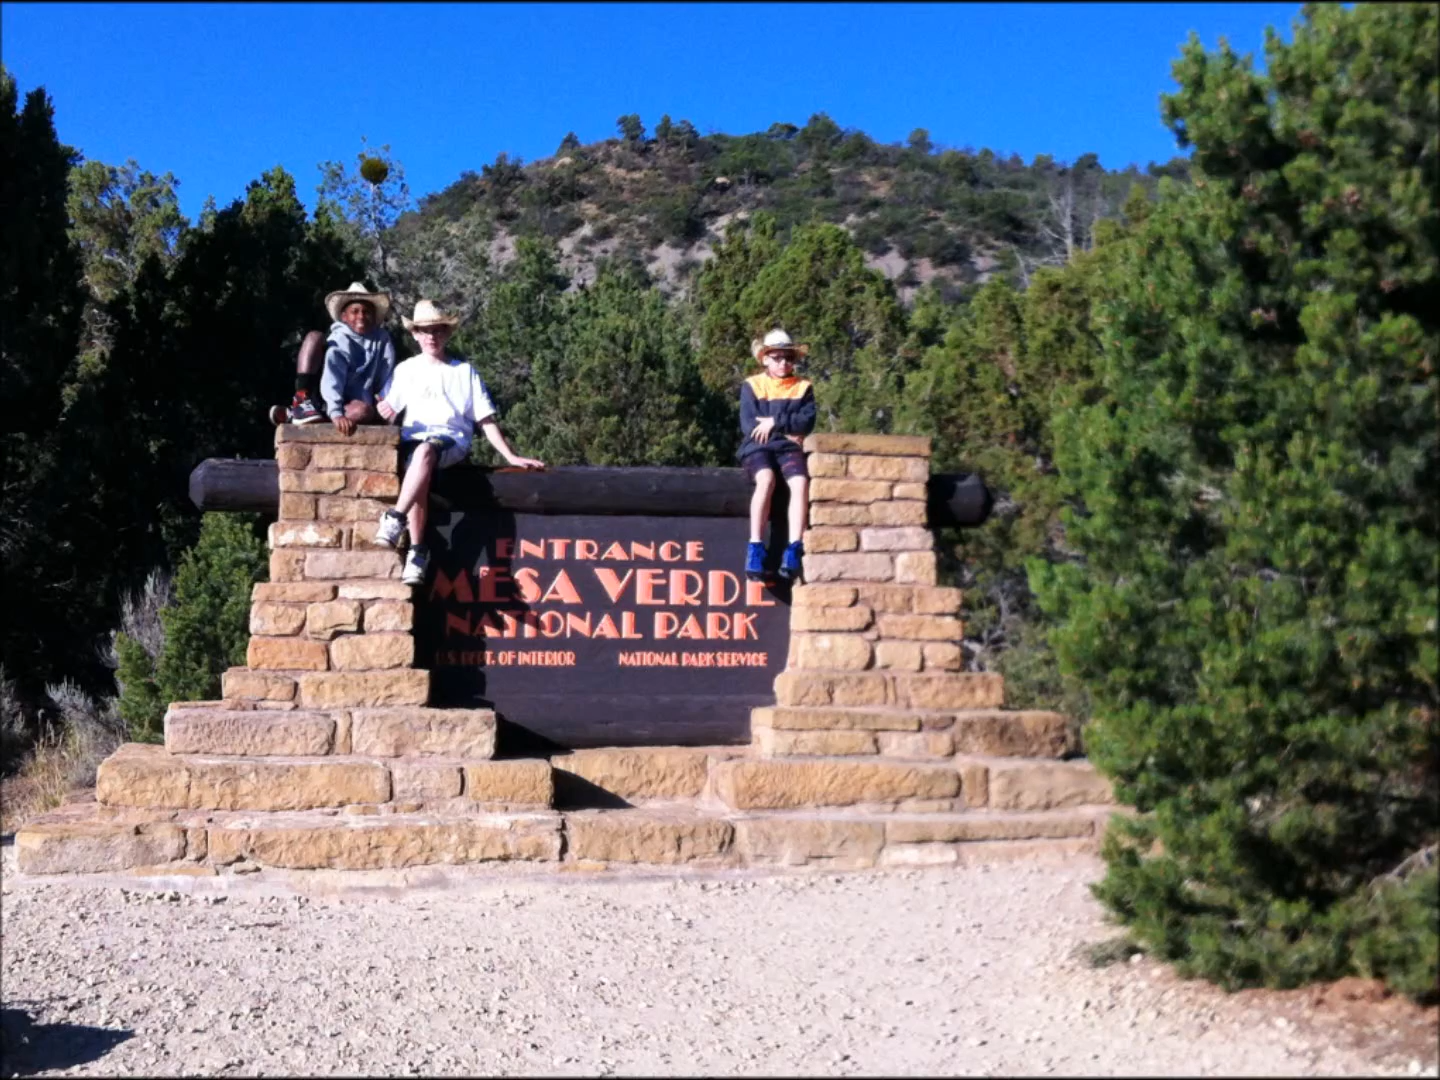 ENTRANCE
MESA VERDE
NATIONAL PARK
U.S. DEPT. OF INTERIOR NATIONAL PARK SERVICE